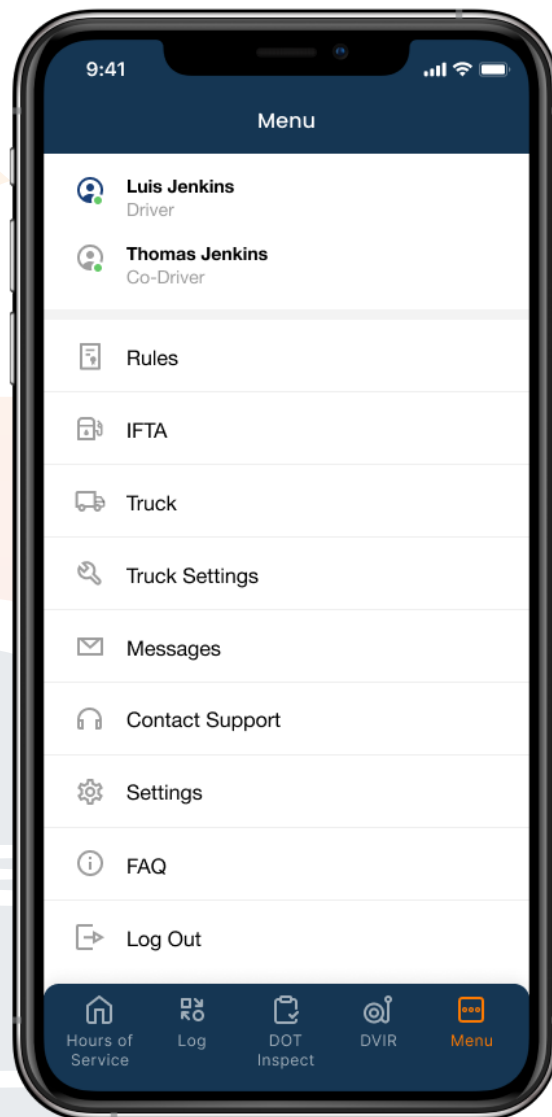 9:41
Menu
Luis Jenkins
Driver
Thomas Jenkins
Co-Driver
Rules
IFTA
Truck
Truck Settings
Messages
Contact Support
Settings
FAQ
Log Out
Hours of
Service
Log
DOT
Inspect
DVIR
Menu